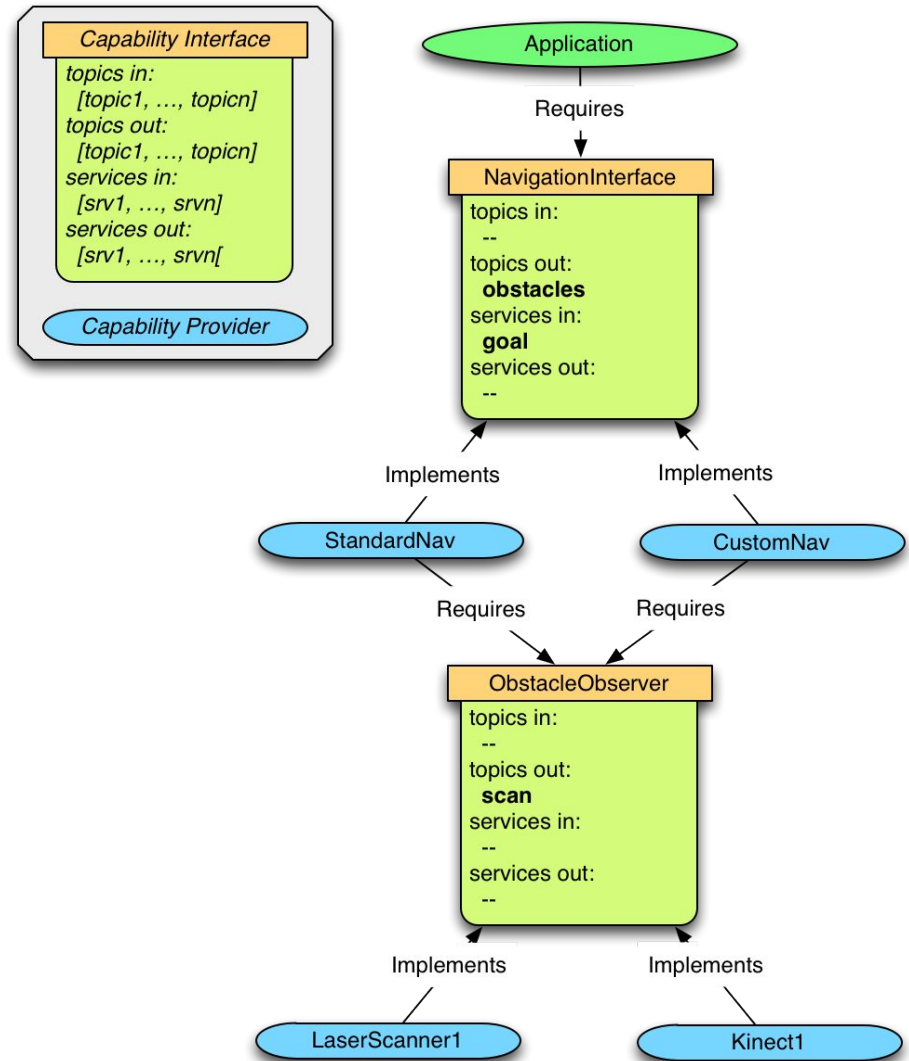 Capability Interface
topics in:
[topic1, …, topicn]
topics out:
[topic1, …, topicn]
services in:
[srv1, …, srvn]
services out:
[srv1, …, srvn[
Capability Provider
Application
Requires
NavigationInterface
topics in:
--
topics out:
obstacles
services in:
goal
services out:
--
Implements
Implements
StandardNav
CustomNav
Requires
Requires
ObstacleObserver
topics in:
--
topics out:
scan
services in:
--
services out:
--
Implements
Implements
LaserScanner1
Kinect1